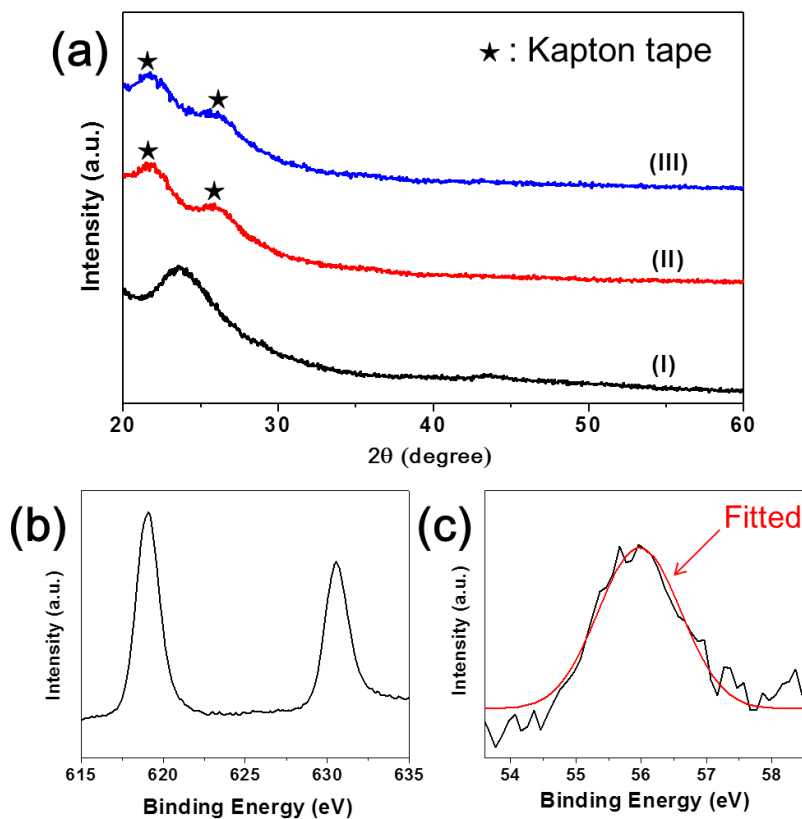 (a)
★ : Kapton tape
(III)
(II)
(I)
Intensity (a.u.)
20 30 40 50 60
2θ (degree)
(b)
Intensity (a.u.)
615 620 625 630 635
Binding Energy (eV)
(c)
Fitted
Intensity (a.u.)
54 55 56 57 58
Binding Energy (eV)